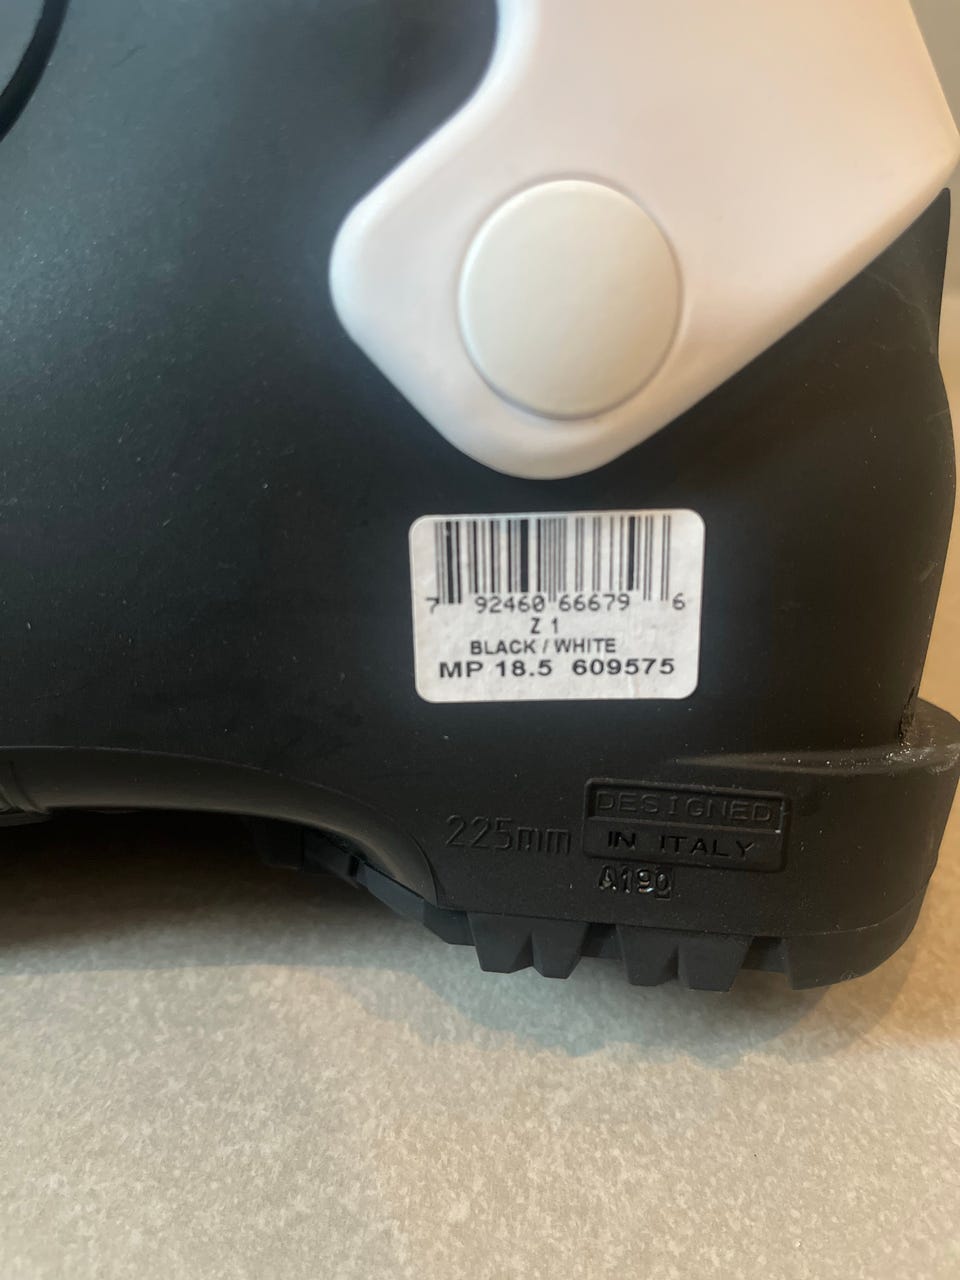 7 92460 66679 6
Z 1
BLACK / WHITE
MP 18.5 609575
225mm
DESIGNED
IN ITALY
A190